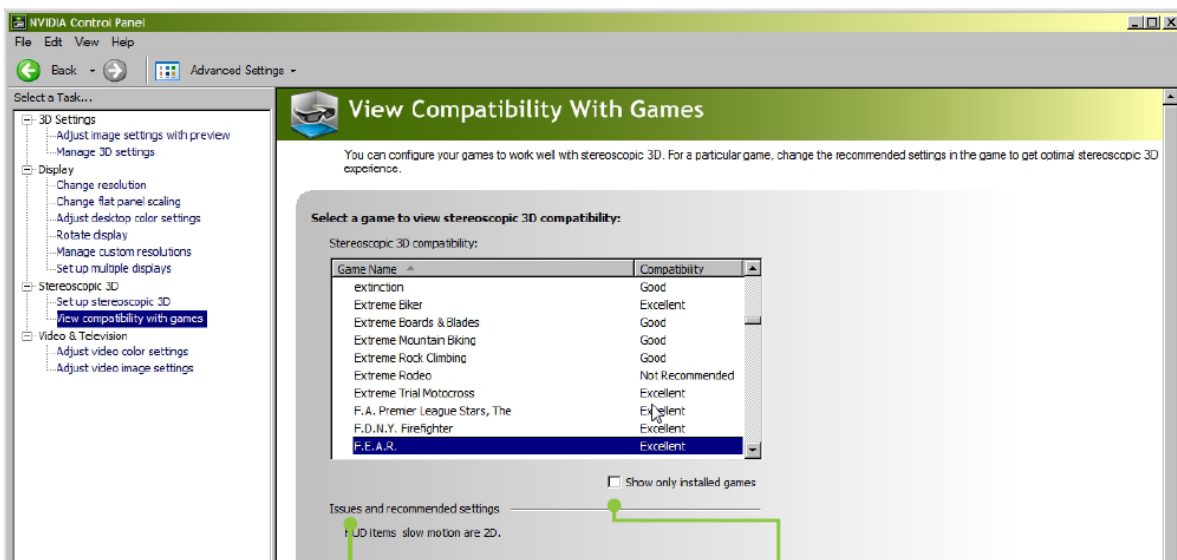 NVIDIA Control Panel
File Edit View Help
Back Advanced Settings
Select a Task...
3D Settings
Adjust image settings with preview
Manage 3D settings
Display
Change resolution
Change flat panel scaling
Adjust desktop color settings
Rotate display
Manage custom resolutions
Set up multiple displays
Stereoscopic 3D
Set up stereoscopic 3D
View compatibility with games
Video & Television
Adjust video color settings
Adjust video image settings
View Compatibility With Games
You can configure your games to work well with stereoscopic 3D. For a particular game, change the recommended settings in the game to get optimal stereoscopic 3D
experience.
Select a game to view stereoscopic 3D compatibility:
Stereoscopic 3D compatibility:
Game Name Compatibility
extinction Good
Extreme Biker Excellent
Extreme Boards & Blades Good
Extreme Mountain Biking Good
Extreme Rock Climbing Good
Extreme Rodeo Not Recommended
Extreme Trial Motocross Excellent
F.A. Premier League Stars, The Excellent
F.D.N.Y. Firefighter Excellent
F.E.A.R. Excellent
Show only installed games
Issues and recommended settings
HUD items slow motion are 2D.